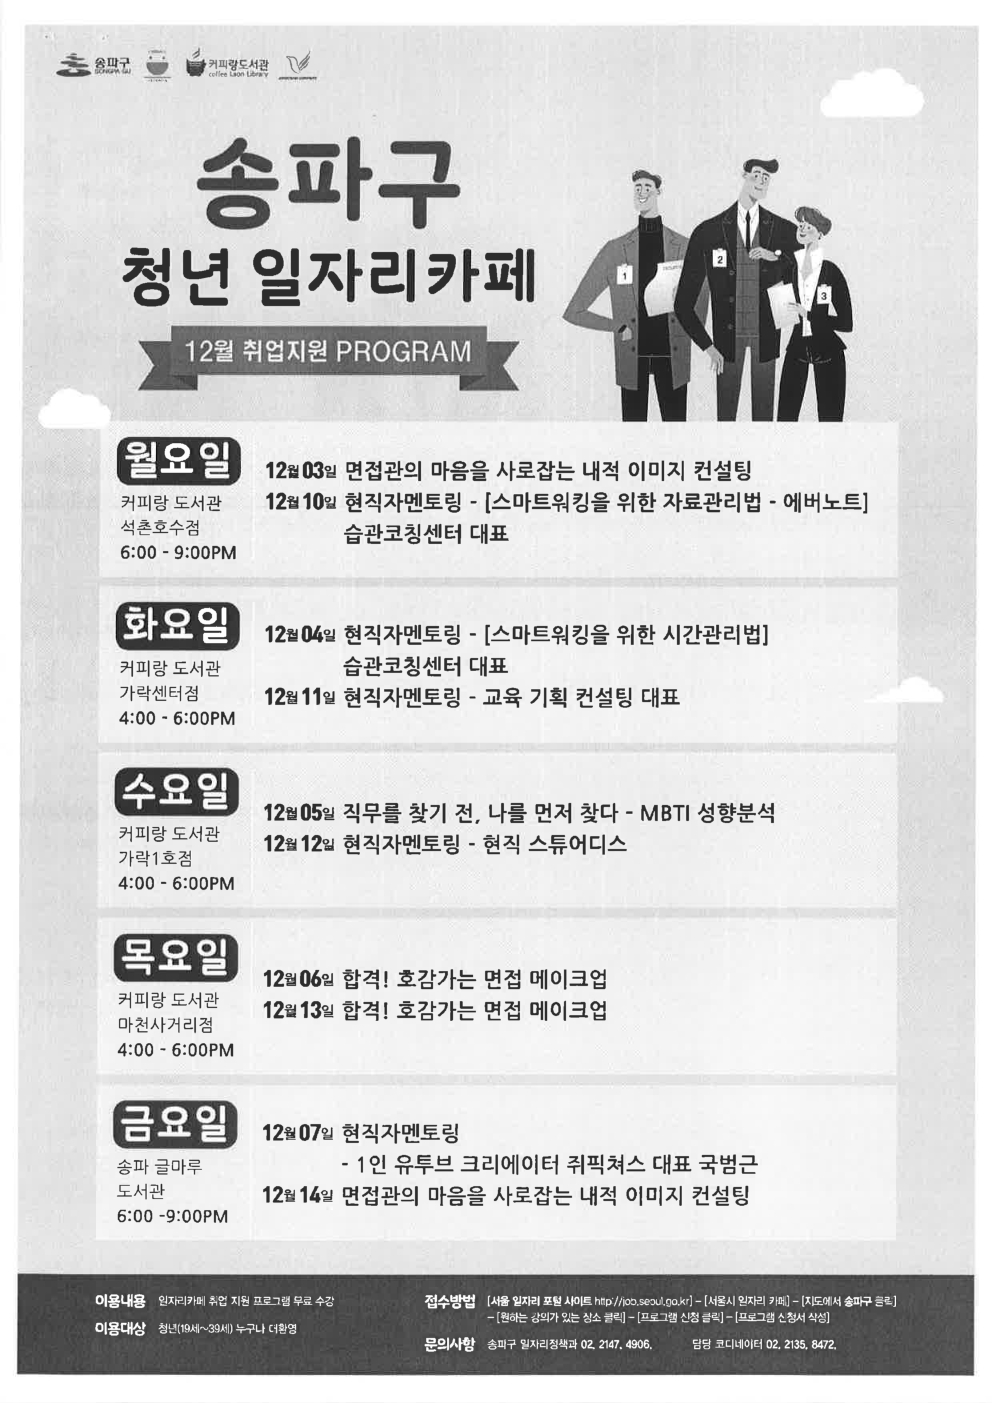 송파구
SONGPA-GU
커피랑도서관
coffee Laon Library
송파구
청년 일자리카페
12월 취업지원 PROGRAM
1
2
3
월요일
커피랑 도서관
석촌호수점
6:00 - 9:00PM
12월 03일 면접관의 마음을 사로잡는 내적 이미지 컨설팅
12월 10일 현직자멘토링 - [스마트워킹을 위한 자료관리법 - 에버노트]
습관코칭센터 대표
화요일
커피랑 도서관
가락센터점
4:00 - 6:00PM
12월 04일 현직자멘토링 - [스마트워킹을 위한 시간관리법]
습관코칭센터 대표
12월 11일 현직자멘토링 - 교육 기획 컨설팅 대표
수요일
커피랑 도서관
가락1호점
4:00 - 6:00PM
12월 05일 직무를 찾기 전, 나를 먼저 찾다 - MBTI 성향분석
12월 12일 현직자멘토링 - 현직 스튜어디스
목요일
커피랑 도서관
마천사거리점
4:00 - 6:00PM
12월 06일 합격! 호감가는 면접 메이크업
12월 13일 합격! 호감가는 면접 메이크업
금요일
송파 글마루
도서관
6:00 -9:00PM
12월 07일 현직자멘토링
- 1인 유투브 크리에이터 쥐픽쳐스 대표 국범근
12월 14일 면접관의 마음을 사로잡는 내적 이미지 컨설팅
이용내용 일자리카페 취업 지원 프로그램 무료 수강
이용대상 청년(19세~39세) 누구나 대환영
접수방법 [서울 일자리 포털 사이트 http://job.seoul.go.kr] - [서울시 일자리 카페] - [지도에서 송파구 클릭]
- [원하는 강의가 있는 장소 클릭] - [프로그램 신청 클릭] - [프로그램 신청서 작성]
문의사항 송파구 일자리정책과 02. 2147. 4906. 담당 코디네이터 02. 2135. 8472.